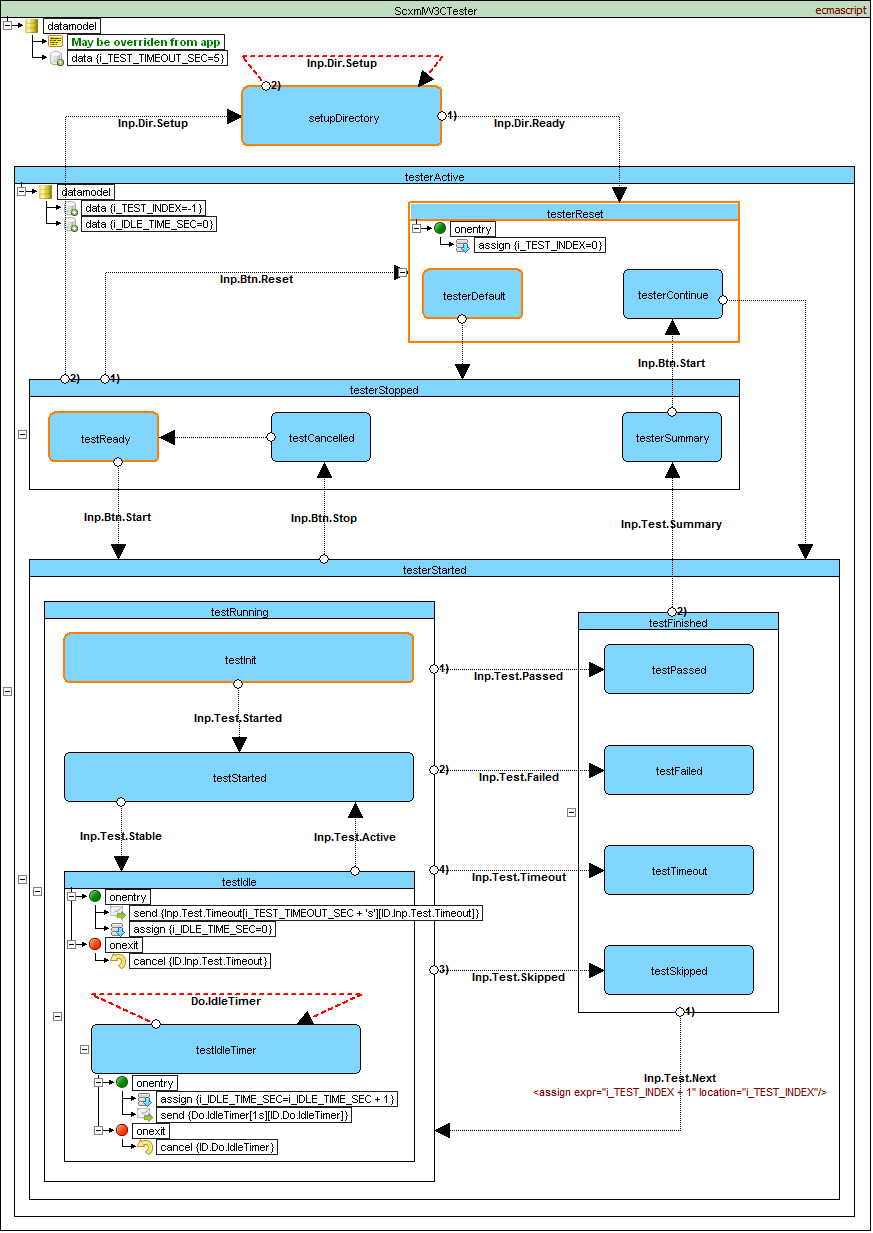 ScxmlW3CTester
ecmascript
datamodel
May be overriden from app
data {i_TEST_TIMEOUT_SEC=5}
Inp.Dir.Setup
2)
setupDirectory
1)
Inp.Dir.Setup
Inp.Dir.Ready
testerActive
datamodel
data {i_TEST_INDEX=-1}
data {i_IDLE_TIME_SEC=0}
testerReset
onentry
assign {i_TEST_INDEX=0}
Inp.Btn.Reset
testerDefault
testerContinue
Inp.Btn.Start
2)
1)
testerStopped
testReady
testCancelled
testerSummary
Inp.Btn.Start
Inp.Btn.Stop
Inp.Test.Summary
testerStarted
testRunning
2)
testFinished
testInit
1)
Inp.Test.Passed
testPassed
Inp.Test.Started
testStarted
2)
Inp.Test.Failed
testFailed
Inp.Test.Stable
Inp.Test.Active
4)
Inp.Test.Timeout
testTimeout
testIdle
onentry
send {Inp.Test.Timeout[i_TEST_TIMEOUT_SEC + 's'][ID.Inp.Test.Timeout]}
assign {i_IDLE_TIME_SEC=0}
onexit
cancel {ID.Inp.Test.Timeout}
3)
Inp.Test.Skipped
testSkipped
Do.IdleTimer
1)
testIdleTimer
onentry
assign {i_IDLE_TIME_SEC=i_IDLE_TIME_SEC + 1}
send {Do.IdleTimer[1s][ID.Do.IdleTimer]}
onexit
cancel {ID.Do.IdleTimer}
Inp.Test.Next
<assign expr="i_TEST_INDEX + 1" location="i_TEST_INDEX"/>